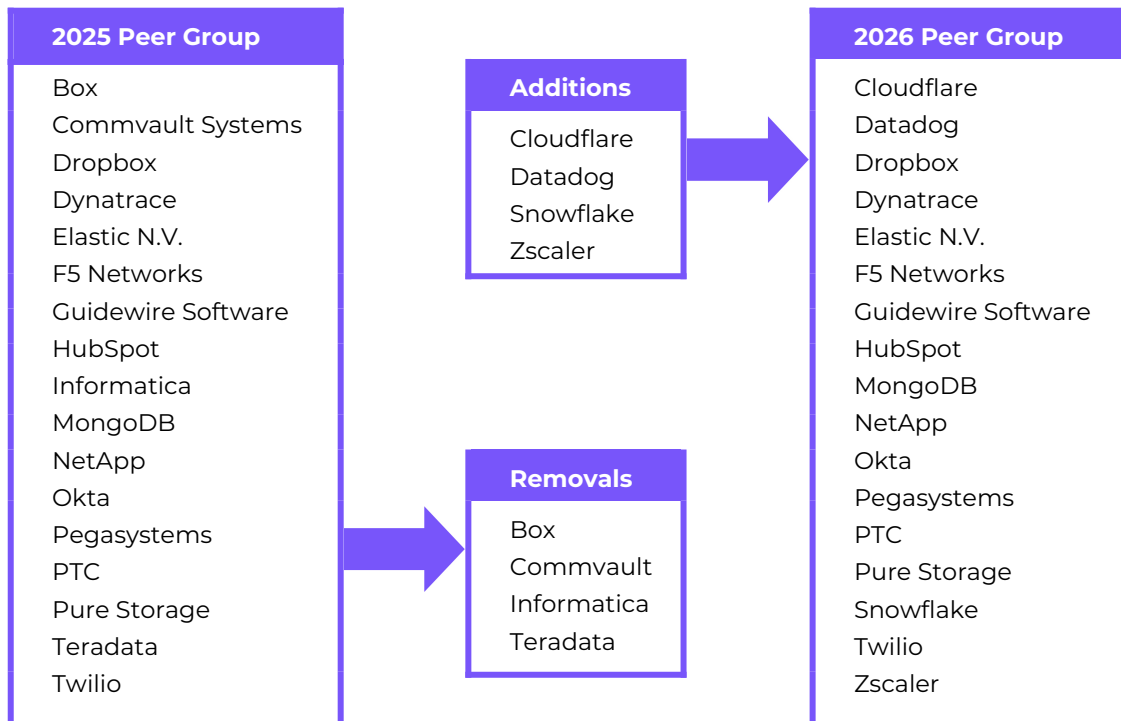 2025 Peer Group
Box
Commvault Systems
Dropbox
Dynatrace
Elastic N.V.
F5 Networks
Guidewire Software
HubSpot
Informatica
MongoDB
NetApp
Okta
Pegasystems
PTC
Pure Storage
Teradata
Twilio
Additions
Cloudflare
Datadog
Snowflake
Zscaler
Removals
Box
Commvault
Informatica
Teradata
2026 Peer Group
Cloudflare
Datadog
Dropbox
Dynatrace
Elastic N.V.
F5 Networks
Guidewire Software
HubSpot
MongoDB
NetApp
Okta
Pegasystems
PTC
Pure Storage
Snowflake
Twilio
Zscaler